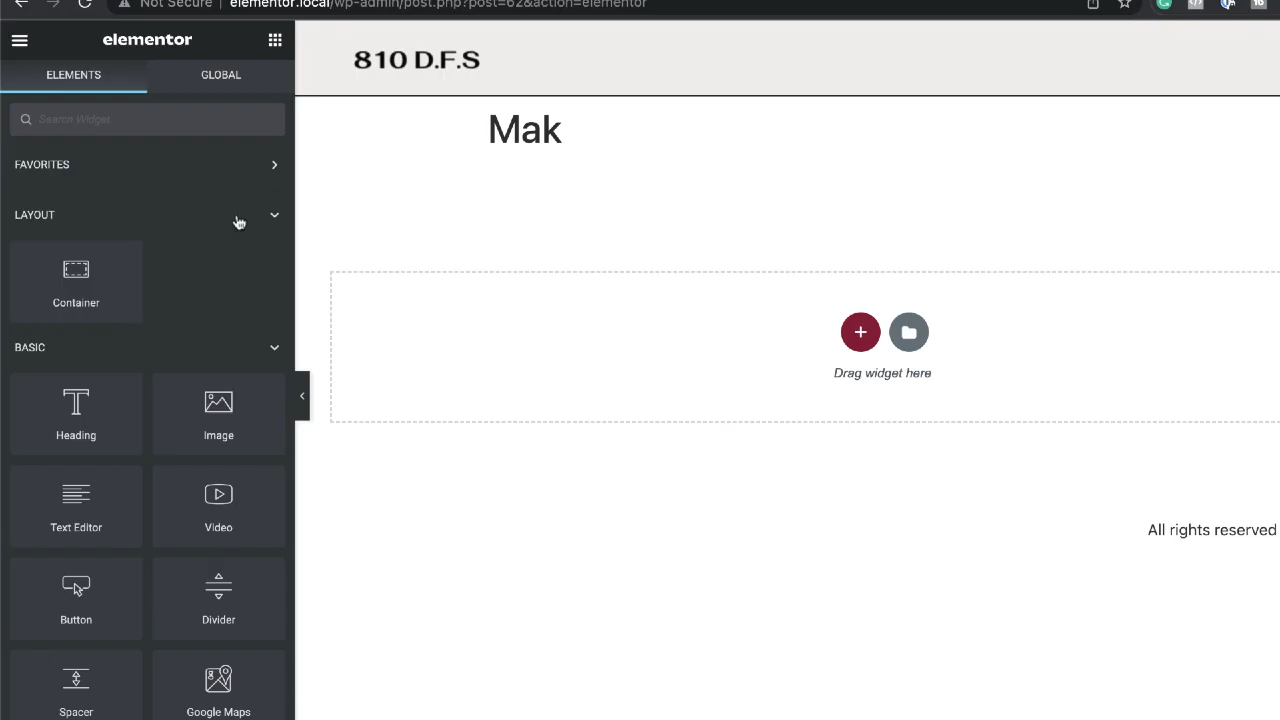 Not Secure elementor.local/wp-admin/post.php?post=62&action=elementor
16
elementor
ELEMENTS GLOBAL
Search Widget
FAVORITES
LAYOUT
Container
BASIC
Heading Image
Text Editor Video
Button Divider
Spacer Google Maps
810 D.F.S
Mak
Drag widget here
All rights reserved